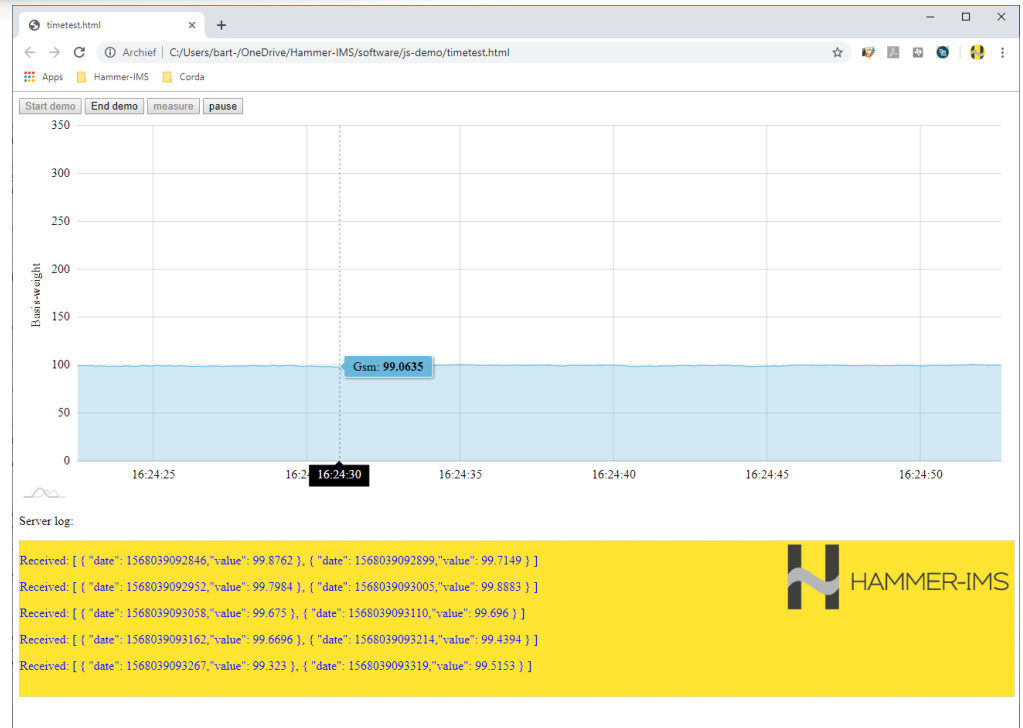 timetest.html
Archief | C:/Users/bart-/OneDrive/Hammer-IMS/software/js-demo/timetest.html
Apps Hammer-IMS Corda
Start demo End demo measure pause
350
300
250
200
150
100
50
0
Basis-weight
Gsm: 99.0635
16:24:25 16:2 16:24:30 16:24:35 16:24:40 16:24:45 16:24:50
Server log:
Received: [ { "date": 1568039092846,"value": 99.8762 }, { "date": 1568039092899,"value": 99.7149 } ]
Received: [ { "date": 1568039092952,"value": 99.7984 }, { "date": 1568039093005,"value": 99.8883 } ]
Received: [ { "date": 1568039093058,"value": 99.675 }, { "date": 1568039093110,"value": 99.696 } ]
Received: [ { "date": 1568039093162,"value": 99.6696 }, { "date": 1568039093214,"value": 99.4394 } ]
Received: [ { "date": 1568039093267,"value": 99.323 }, { "date": 1568039093319,"value": 99.5153 } ]
HAMMER-IMS